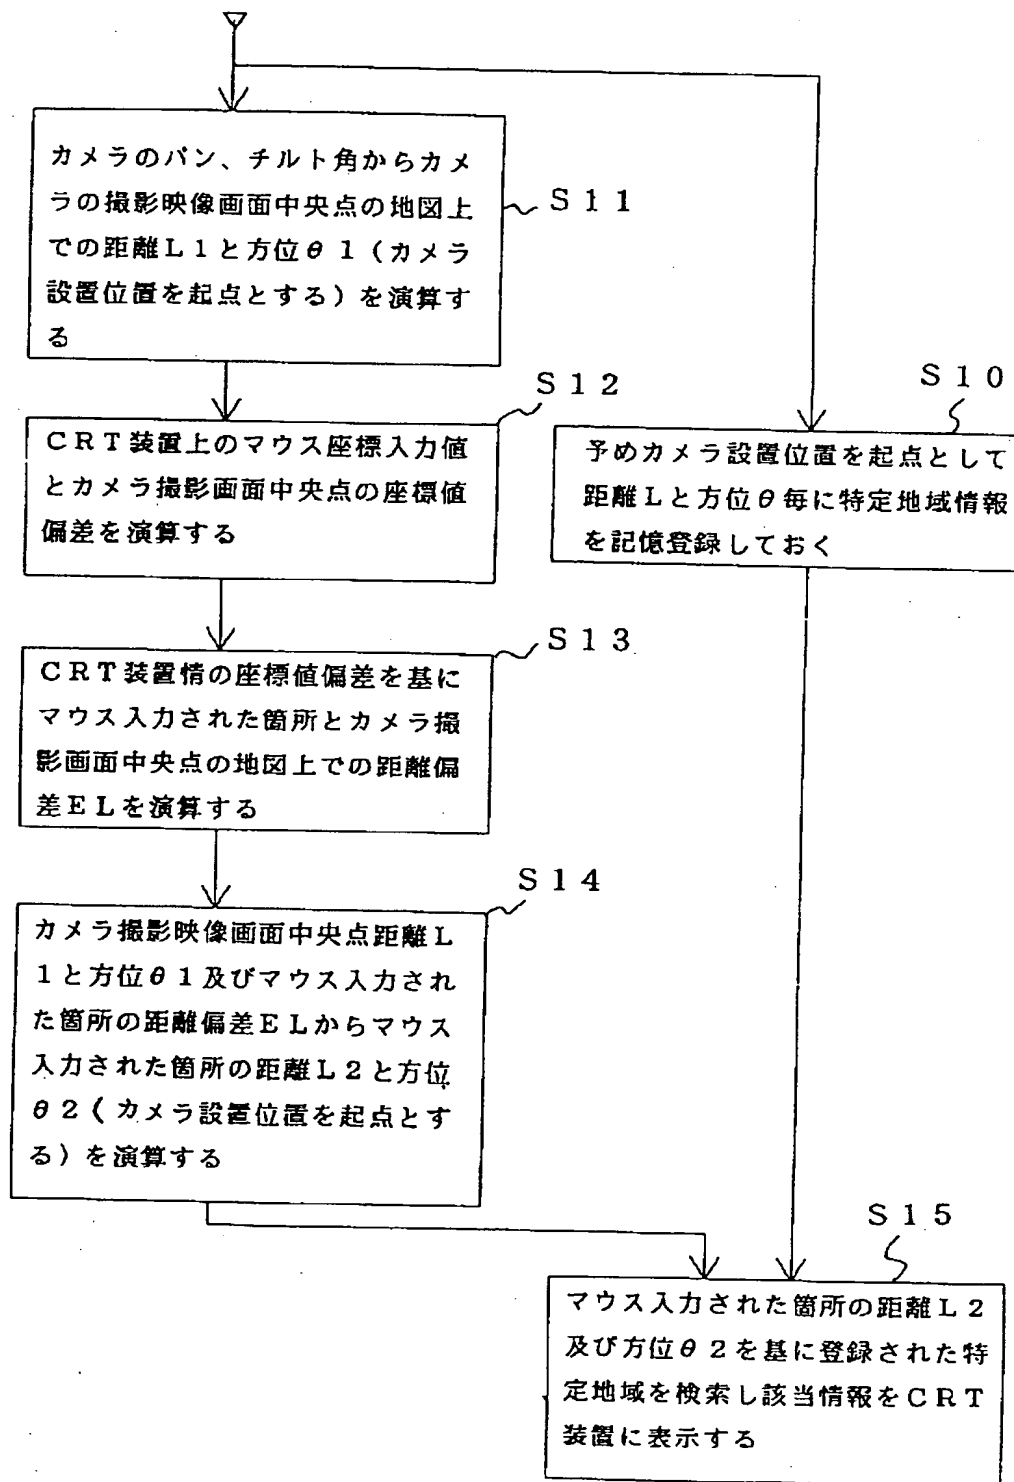 カメラのパン、チルト角からカメ
ラの撮影映像画面中央点の地図上
での距離L1と方位θ1(カメラ
設置位置を起点とする)を演算す
る
S11
S12
CRT装置上のマウス座標入力値
とカメラ撮影画面中央点の座標値
偏差を演算する
S10
予めカメラ設置位置を起点として
距離Lと方位θ毎に特定地域情報
を記憶登録しておく
S13
CRT装置情の座標値偏差を基に
マウス入力された箇所とカメラ撮
影画面中央点の地図上での距離偏
差ELを演算する
S14
カメラ撮影映像画面中央点距離L
1と方位θ1及びマウス入力され
た箇所の距離偏差ELからマウス
入力された箇所の距離L2と方位
θ2(カメラ設置位置を起点とす
る)を演算する
S15
マウス入力された箇所の距離L2
及び方位θ2を基に登録された特
定地域を検索し該当情報をCRT
装置に表示する